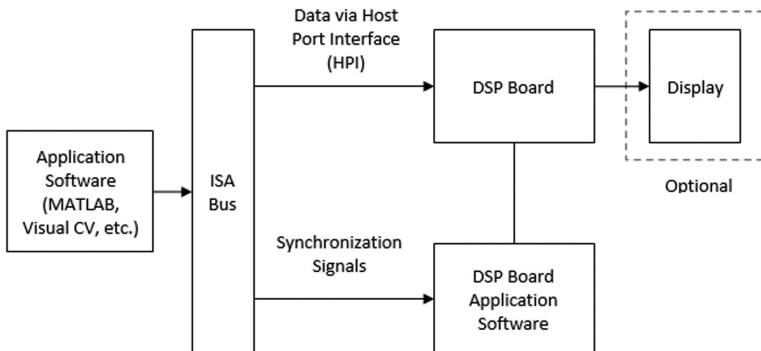 Data via Host
Port Interface
(HPI)
DSP Board
Display
Optional
Application
Software
(MATLAB,
Visual CV, etc.)
ISA
Bus
Synchronization
Signals
DSP Board
Application
Software